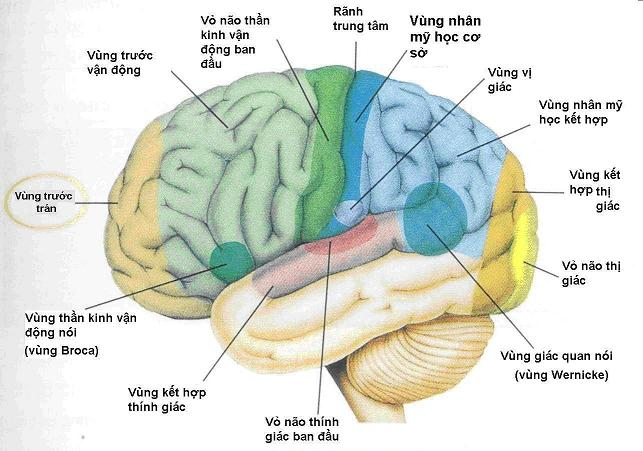 Vùng trước
vận động
Vỏ não thần
kinh vận
động ban
đầu
Rãnh
trung tâm
Vùng nhân
mỹ học cơ
sở
Vùng vị
giác
Vùng nhân mỹ
học kết hợp
Vùng kết
hợp thị
giác
Vùng trước
trán
Vỏ não thị
giác
Vùng thần kinh vận
động nói
(vùng Broca)
Vùng giác quan nói
(vùng Wernicke)
Vùng kết hợp
thính giác
Vỏ não thính
giác ban đầu